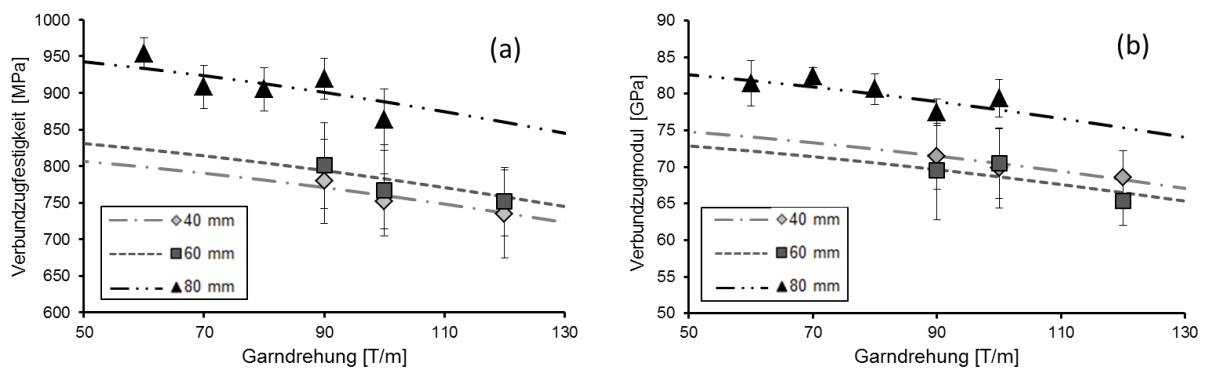 (a)
Verbundzugfestigkeit [MPa]
1000
950
900
850
800
750
700
650
600
40 mm
60 mm
80 mm
50 70 90 110 130
Garndrehung [T/m]
(b)
Verbundzugmodul [GPa]
90
85
80
75
70
65
60
55
50
40 mm
60 mm
80 mm
50 70 90 110 130
Garndrehung [T/m]